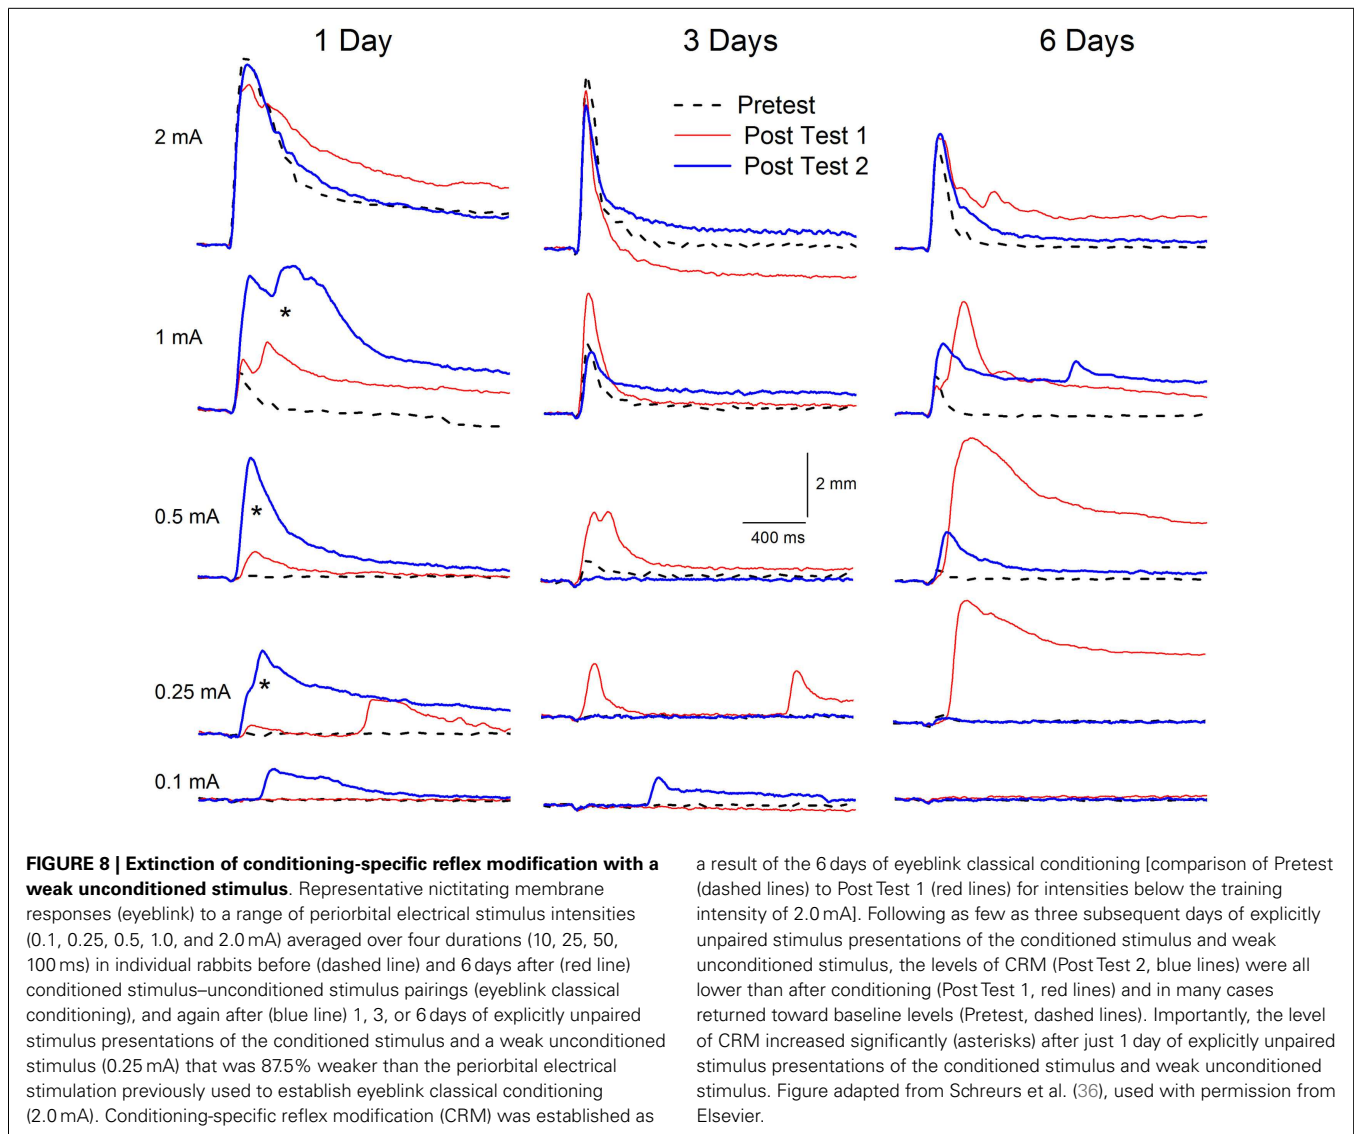 1 Day
3 Days
6 Days
Pretest
Post Test 1
Post Test 2
2 mA
1 mA
*
0.5 mA
*
2 mm
400 ms
0.25 mA
*
0.1 mA
FIGURE 8 | Extinction of conditioning-specific reflex modification with a
weak unconditioned stimulus. Representative nictitating membrane
responses (eyeblink) to a range of periorbital electrical stimulus intensities
(0.1, 0.25, 0.5, 1.0, and 2.0 mA) averaged over four durations (10, 25, 50,
100 ms) in individual rabbits before (dashed line) and 6 days after (red line)
conditioned stimulus–unconditioned stimulus pairings (eyeblink classical
conditioning), and again after (blue line) 1, 3, or 6 days of explicitly unpaired
stimulus presentations of the conditioned stimulus and a weak unconditioned
stimulus (0.25 mA) that was 87.5% weaker than the periorbital electrical
stimulation previously used to establish eyeblink classical conditioning
(2.0 mA). Conditioning-specific reflex modification (CRM) was established as
a result of the 6 days of eyeblink classical conditioning [comparison of Pretest
(dashed lines) to Post Test 1 (red lines) for intensities below the training
intensity of 2.0 mA]. Following as few as three subsequent days of explicitly
unpaired stimulus presentations of the conditioned stimulus and weak
unconditioned stimulus, the levels of CRM (Post Test 2, blue lines) were all
lower than after conditioning (Post Test 1, red lines) and in many cases
returned toward baseline levels (Pretest, dashed lines). Importantly, the level
of CRM increased significantly (asterisks) after just 1 day of explicitly unpaired
stimulus presentations of the conditioned stimulus and weak unconditioned
stimulus. Figure adapted from Schreurs et al. (36), used with permission from
Elsevier.